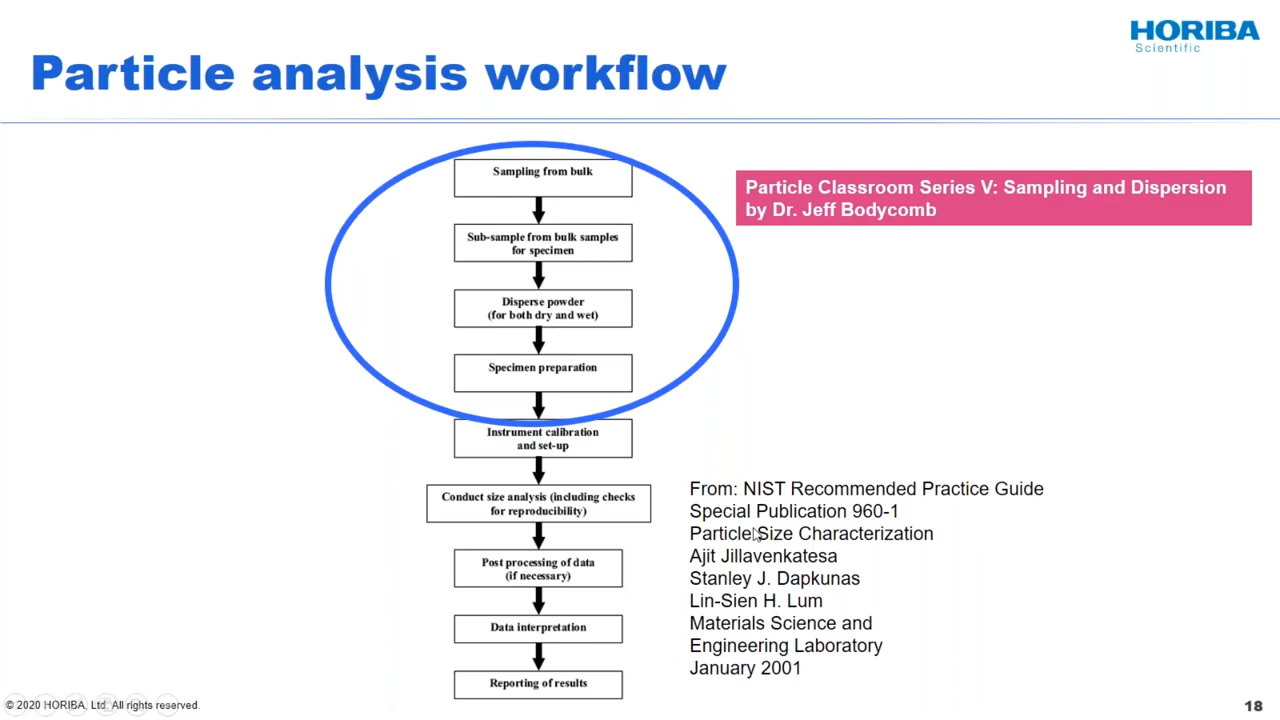 HORIBA
Scientific
Particle analysis workflow
Sampling from bulk
Sub-sample from bulk samples
for specimen
Disperse powder
(for both dry and wet)
Specimen preparation
Instrument calibration
and set-up
Conduct size analysis (including checks
for reproducibility)
Post processing of data
(if necessary)
Data interpretation
Reporting of results
Particle Classroom Series V: Sampling and Dispersion
by Dr. Jeff Bodycomb
From: NIST Recommended Practice Guide
Special Publication 960-1
Particle Size Characterization
Ajit Jillavenkatesa
Stanley J. Dapkunas
Lin-Sien H. Lum
Materials Science and
Engineering Laboratory
January 2001
© 2020 HORIBA, Ltd. All rights reserved.
18